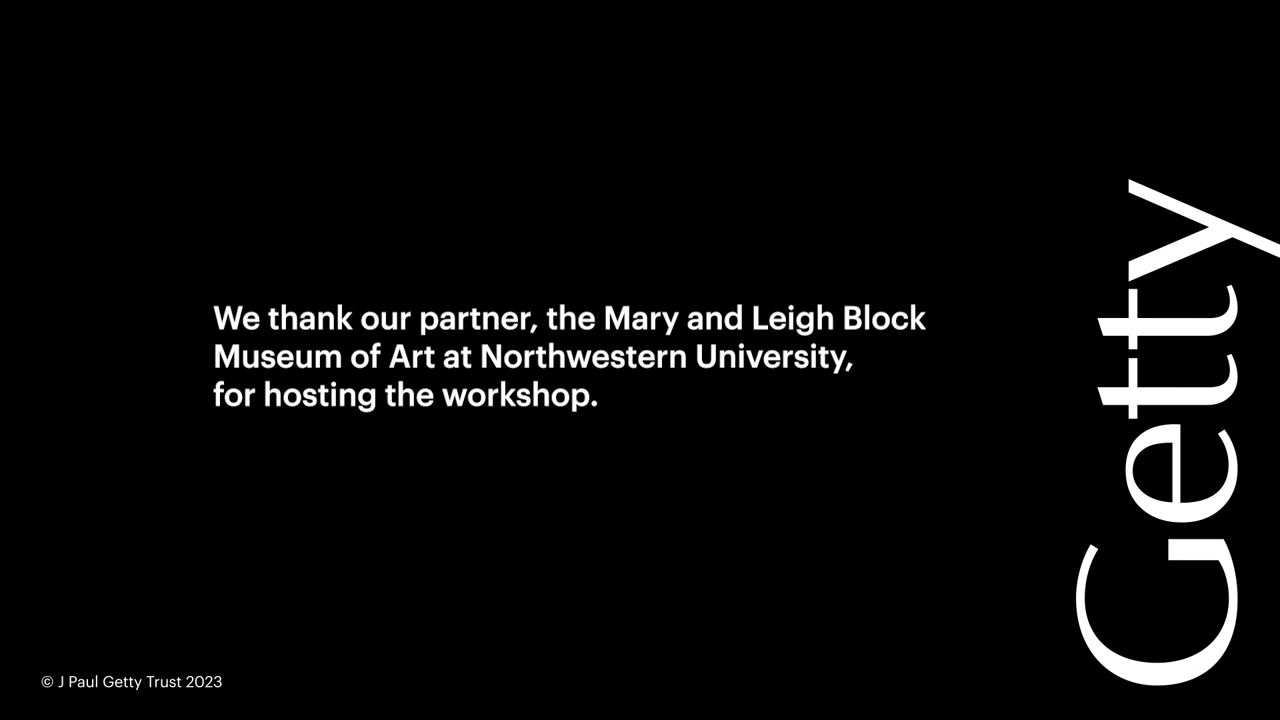 We thank our partner, the Mary and Leigh Block
Museum of Art at Northwestern University,
for hosting the workshop.
Getty
© J Paul Getty Trust 2023